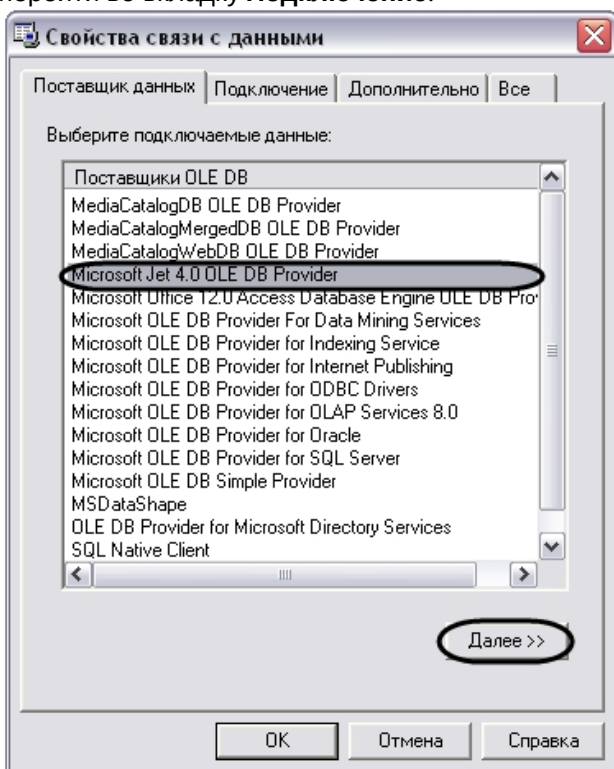 перейти во вкладку Подключение.
Свойства связи с данными
Поставщик данных Подключение Дополнительно Все
Выберите подключаемые данные:
Поставщики OLE DB
MediaCatalogDB OLE DB Provider
MediaCatalogMergedDB OLE DB Provider
MediaCatalogWebDB OLE DB Provider
Microsoft Jet 4.0 OLE DB Provider
Microsoft Office 12.0 Access Database Engine OLE DB Pro
Microsoft OLE DB Provider For Data Mining Services
Microsoft OLE DB Provider for Indexing Service
Microsoft OLE DB Provider for Internet Publishing
Microsoft OLE DB Provider for ODBC Drivers
Microsoft OLE DB Provider for OLAP Services 8.0
Microsoft OLE DB Provider for Oracle
Microsoft OLE DB Provider for SQL Server
Microsoft OLE DB Simple Provider
MSDataShape
OLE DB Provider for Microsoft Directory Services
SQL Native Client
Далее >>
OK Отмена Справка